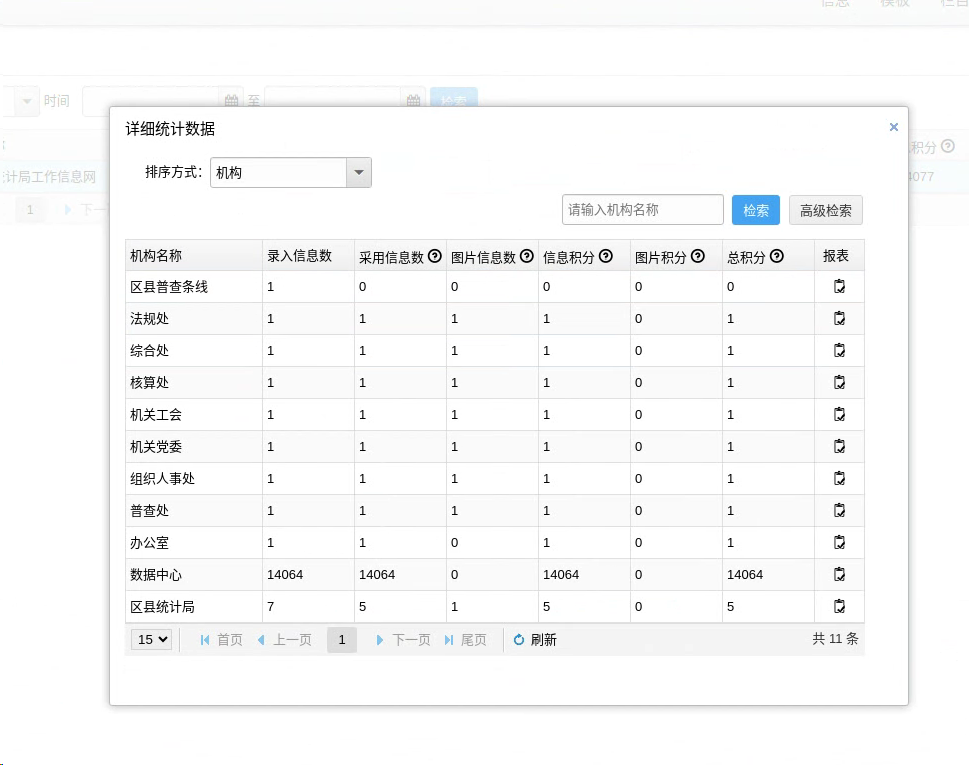 信息 模板 栏目
时间 至 检索
积分
计局工作信息网 4077
1 下一
详细统计数据
排序方式: 机构
请输入机构名称 检索 高级检索
机构名称 录入信息数 采用信息数 图片信息数 信息积分 图片积分 总积分 报表
区县普查条线 1 0 0 0 0 0
法规处 1 1 1 1 0 1
综合处 1 1 1 1 0 1
核算处 1 1 1 1 0 1
机关工会 1 1 1 1 0 1
机关党委 1 1 1 1 0 1
组织人事处 1 1 1 1 0 1
普查处 1 1 1 1 0 1
办公室 1 1 0 1 0 1
数据中心 14064 14064 0 14064 0 14064
区县统计局 7 5 1 5 0 5
15 首页 上一页 1 下一页 尾页 刷新 共 11 条